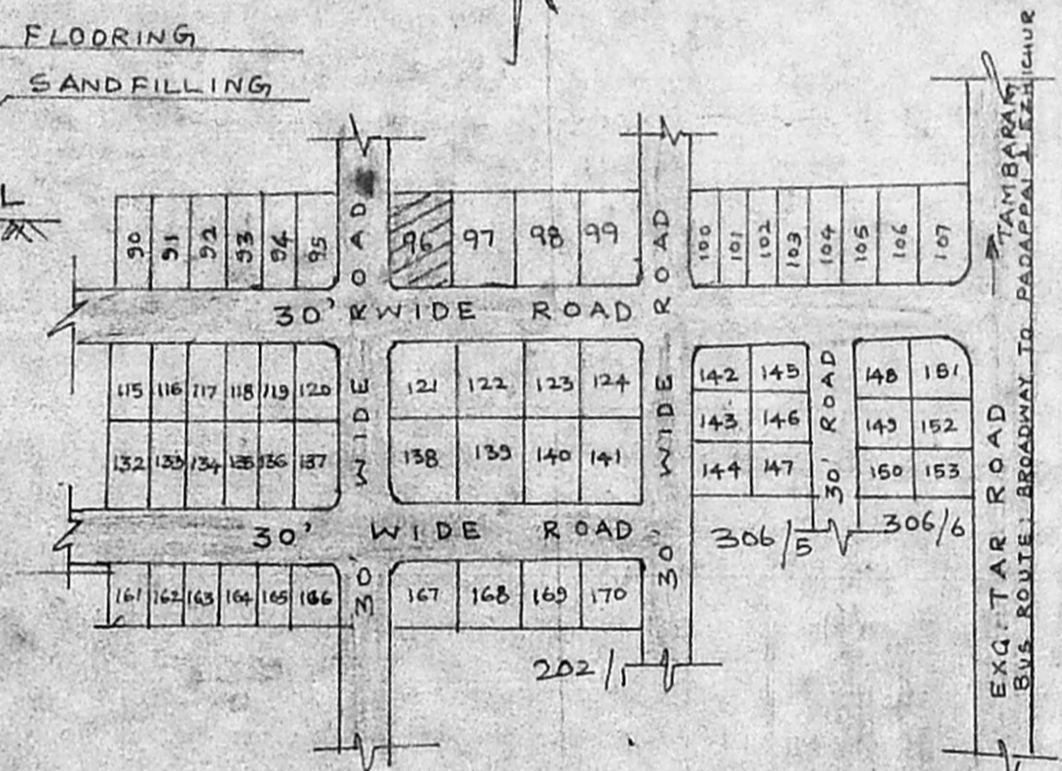 FLOORING
SANDFILLING
L
90 91 92 93 94 95
96 97 98 99
100 101 102 103 104 105 106 107
30' WIDE ROAD
30' WIDE ROAD
30' WIDE ROAD
115 116 117 118 119 120
121 122 123 124
142 145
148 151
143 146
149 152
132 133 134 135 136 137
138 139 140 141
144 147
150 153
30' ROAD
30' WIDE ROAD
306/5
306/6
161 162 163 164 165 166
167 168 169 170
202/1
EXG. TAR ROAD
TAMBARAM
BUS ROUTE: BROADWAY TO PADAPPAI & EZHICHUR